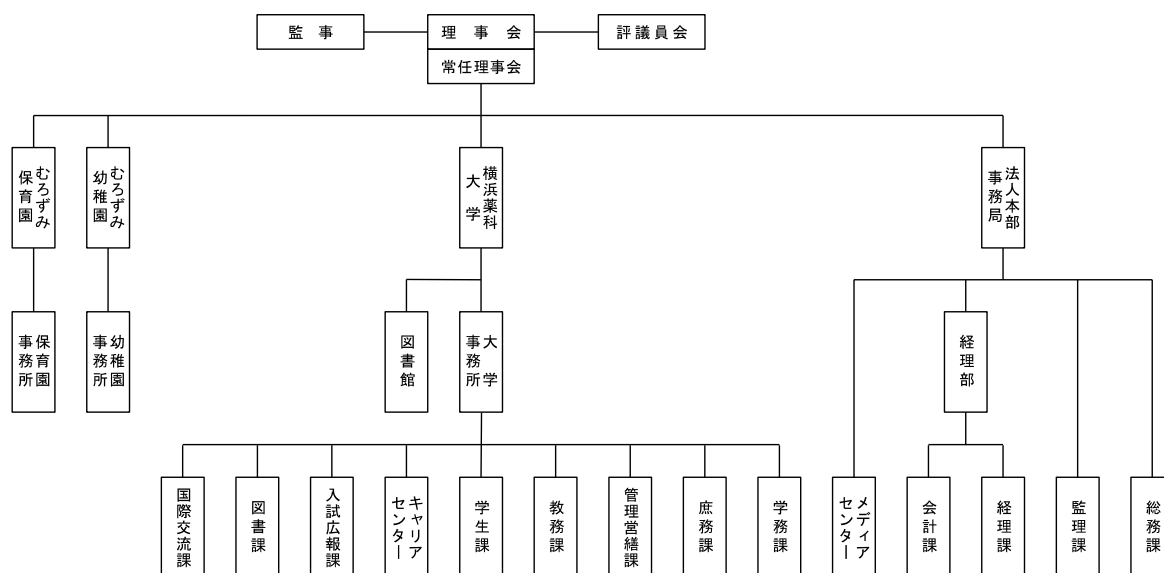 監事
理事会
評議員会
常任理事会
むろずみ
保育園
むろずみ
幼稚園
横浜薬科
大学
法人本部
事務局
保育園
事務所
幼稚園
事務所
図書館
大学
事務所
経理部
国際交流課
図書課
入試広報課
キャリア
センター
学生課
教務課
管理営繕課
庶務課
学務課
メディア
センター
会計課
経理課
監理課
総務課